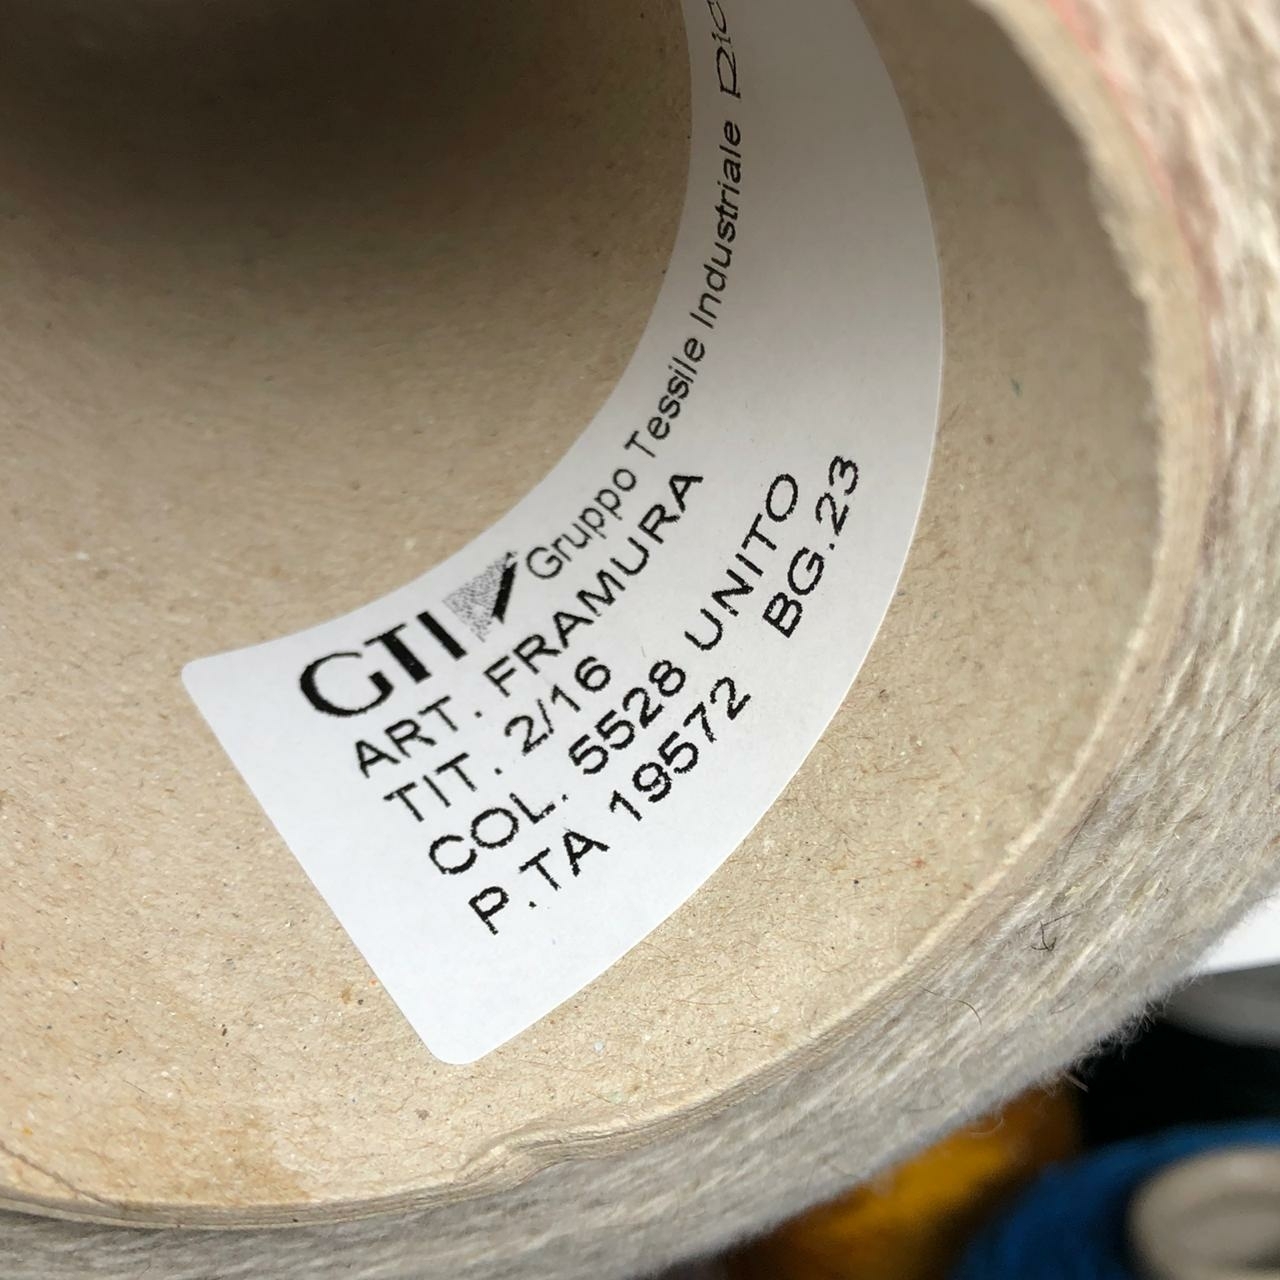 GTI Gruppo Tessile Industriale
ART. FRAMURA
TIT. 2/16
COL. 5528 UNITO
P.TA 19572 BG.23